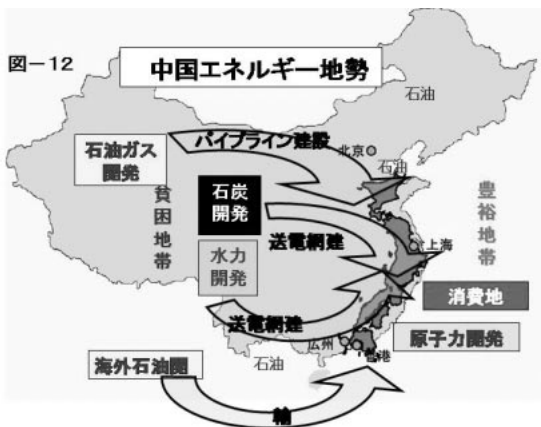 図－12
中国エネルギー地勢
石油
石油ガス
開発
パイプライン建設
北京
石油
貧困地帯
石炭
開発
豊裕地帯
送電網建
上海
水力
開発
消費地
送電網建
広州
香港
原子力開発
海外石油開
石油
輸